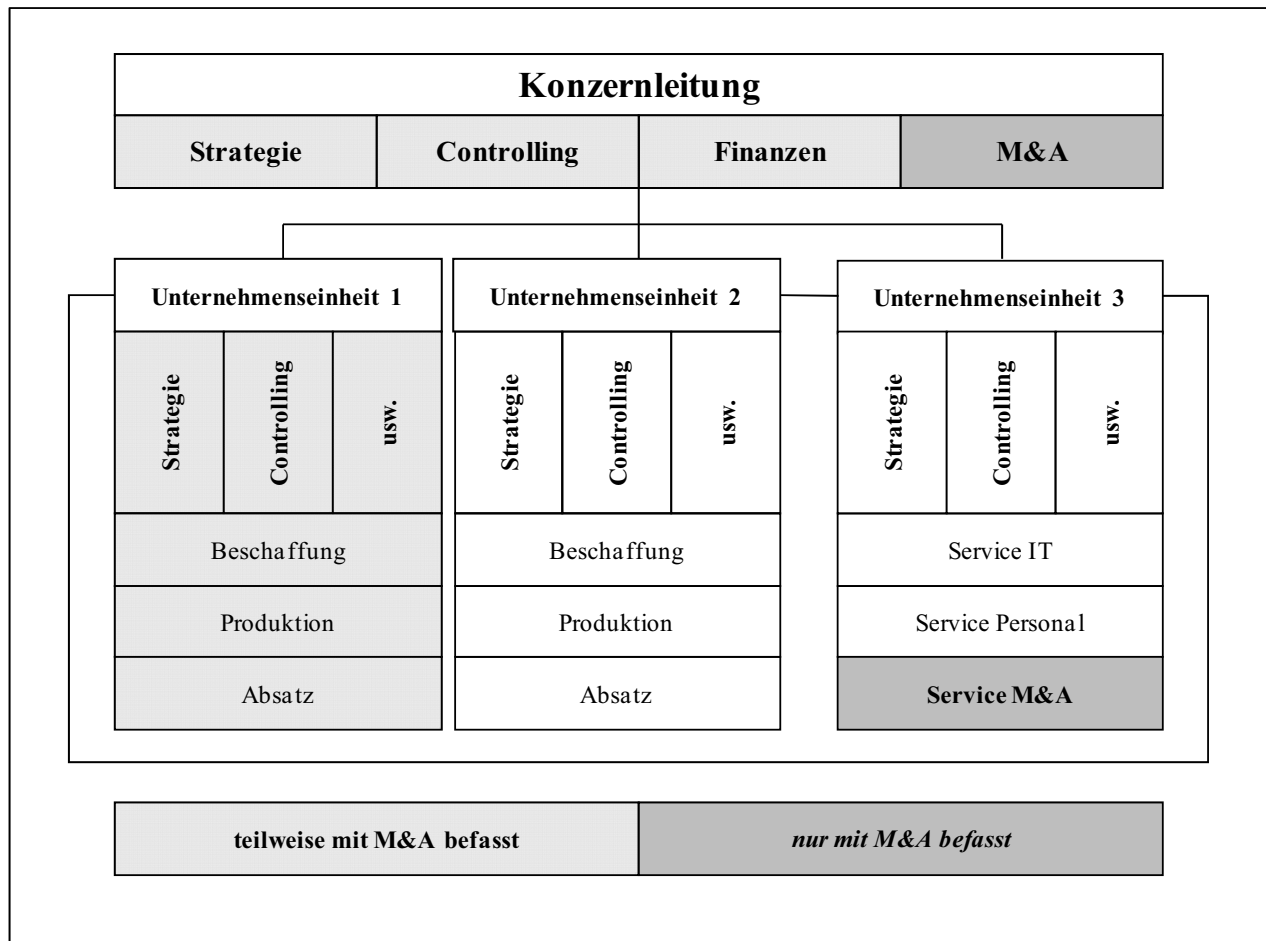 Konzernleitung
Strategie Controlling Finanzen M&A
Unternehmenseinheit 1 Unternehmenseinheit 2 Unternehmenseinheit 3
Strategie Controlling usw. Strategie Controlling usw. Strategie Controlling usw.
Beschaffung Beschaffung Service IT
Produktion Produktion Service Personal
Absatz Absatz Service M&A
teilweise mit M&A befasst nur mit M&A befasst